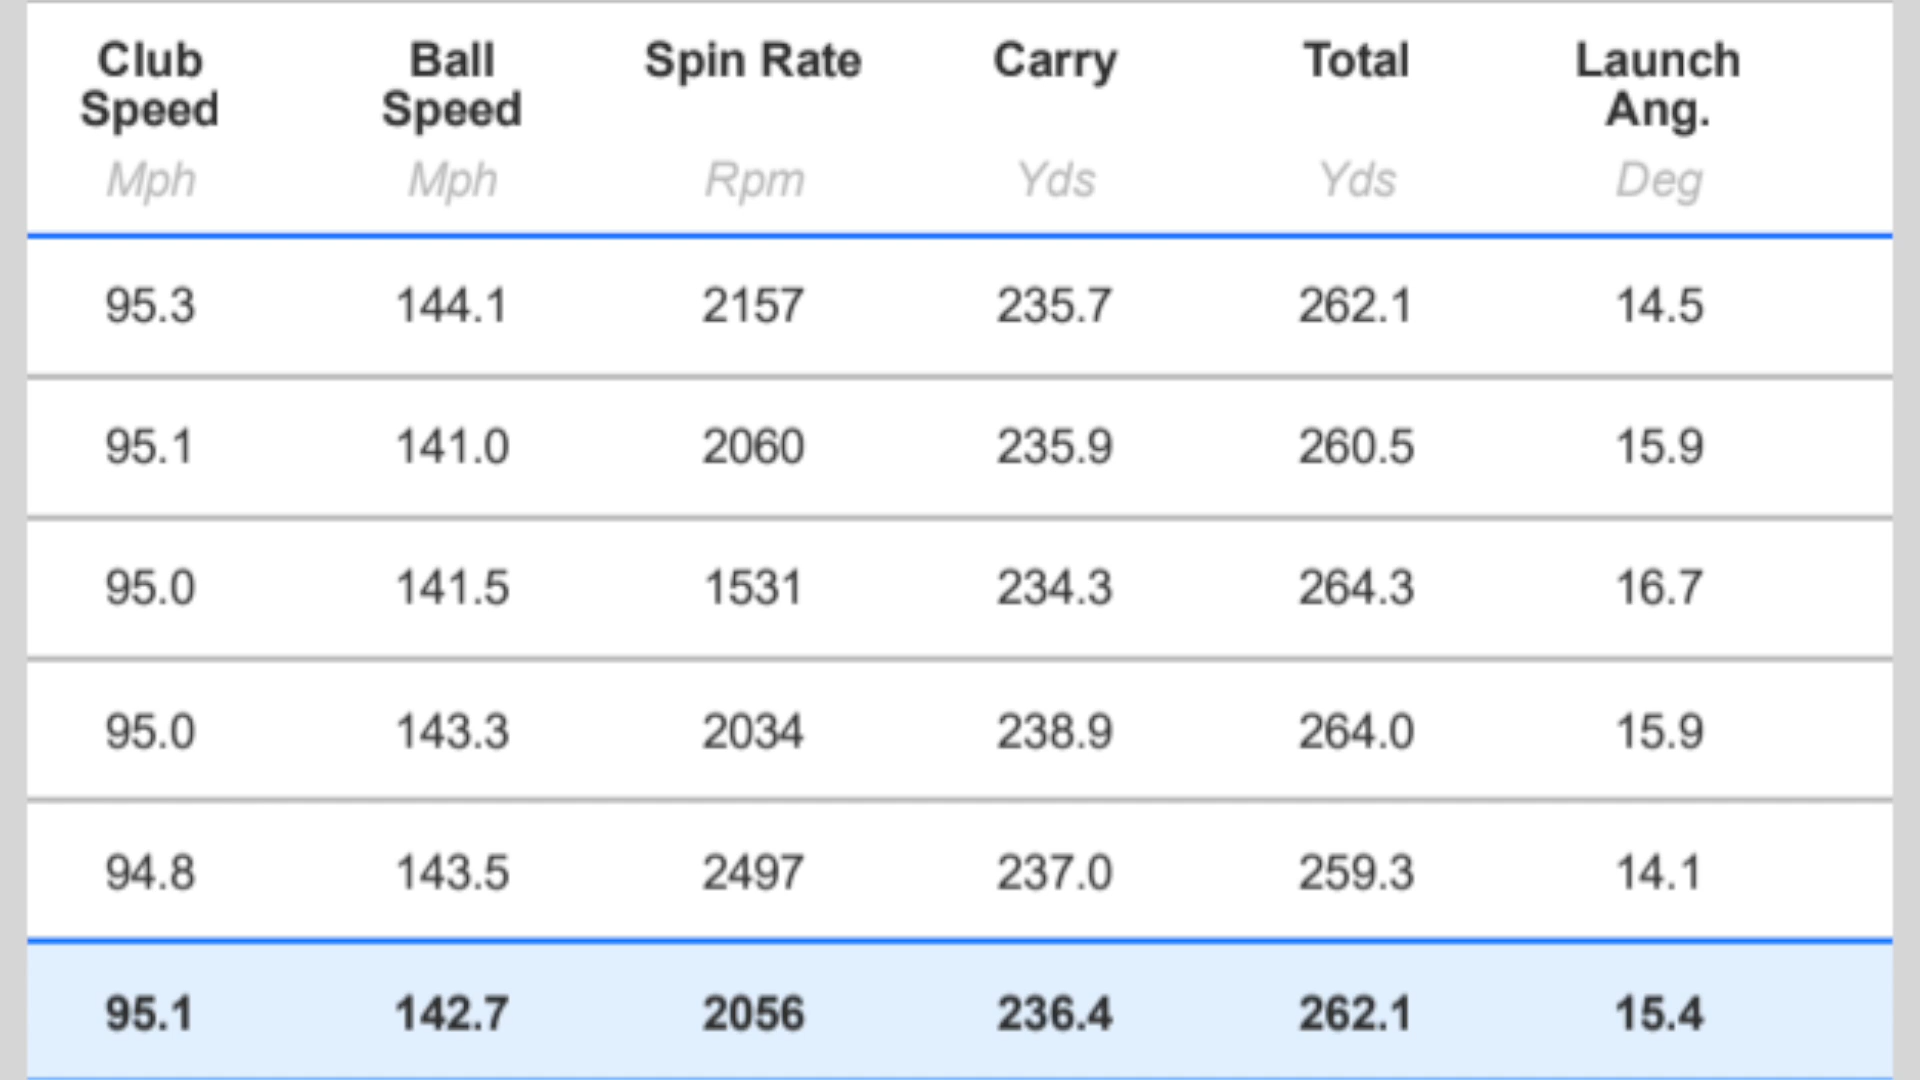 Club Speed Ball Speed Spin Rate Carry Total Launch Ang.
Mph Mph Rpm Yds Yds Deg
95.3 144.1 2157 235.7 262.1 14.5
95.1 141.0 2060 235.9 260.5 15.9
95.0 141.5 1531 234.3 264.3 16.7
95.0 143.3 2034 238.9 264.0 15.9
94.8 143.5 2497 237.0 259.3 14.1
95.1 142.7 2056 236.4 262.1 15.4